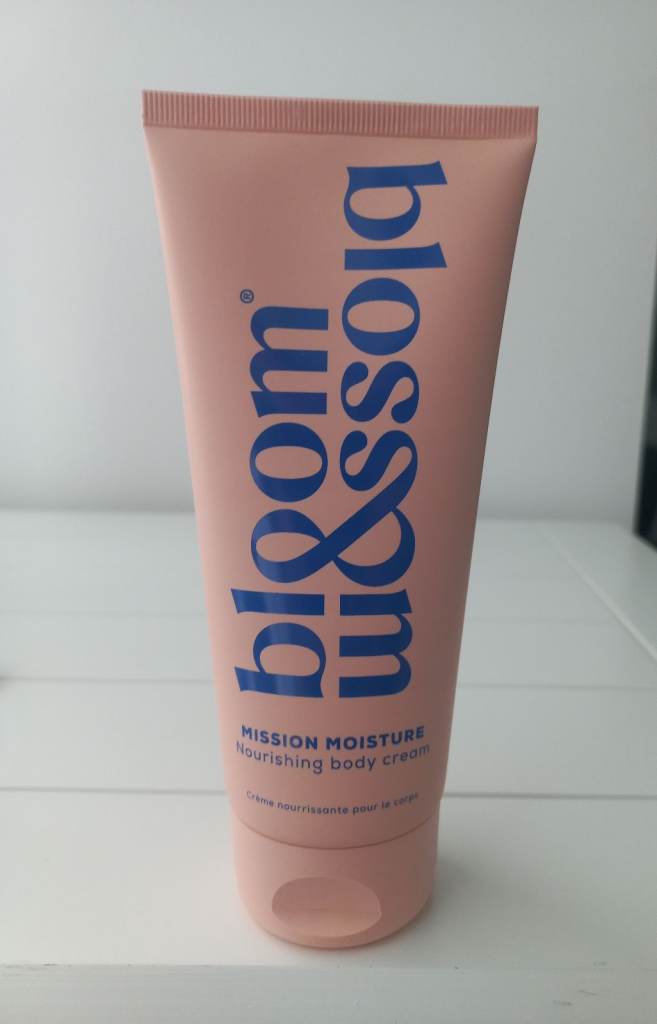 bloom®
&
blossom
MISSION MOISTURE
Nourishing body cream
Crème nourrissante pour le corps